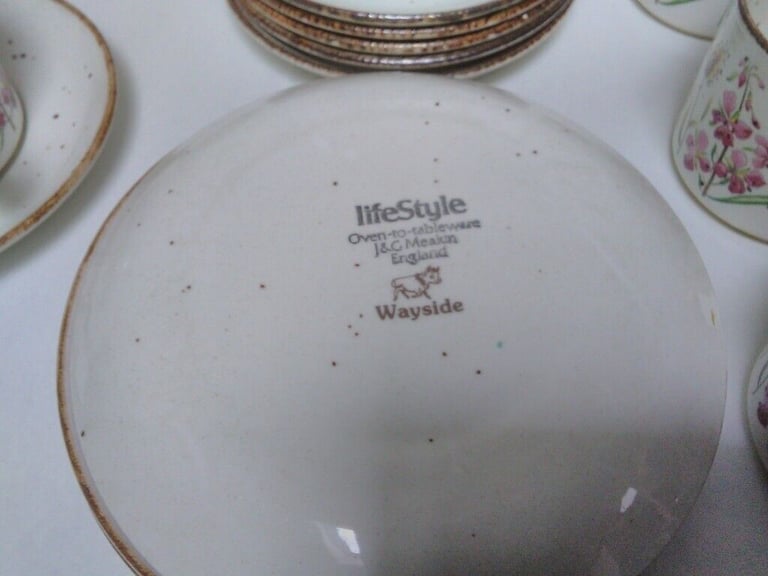 lifeStyle
Oven-to-tableware
J&C Meakin
England
Wayside